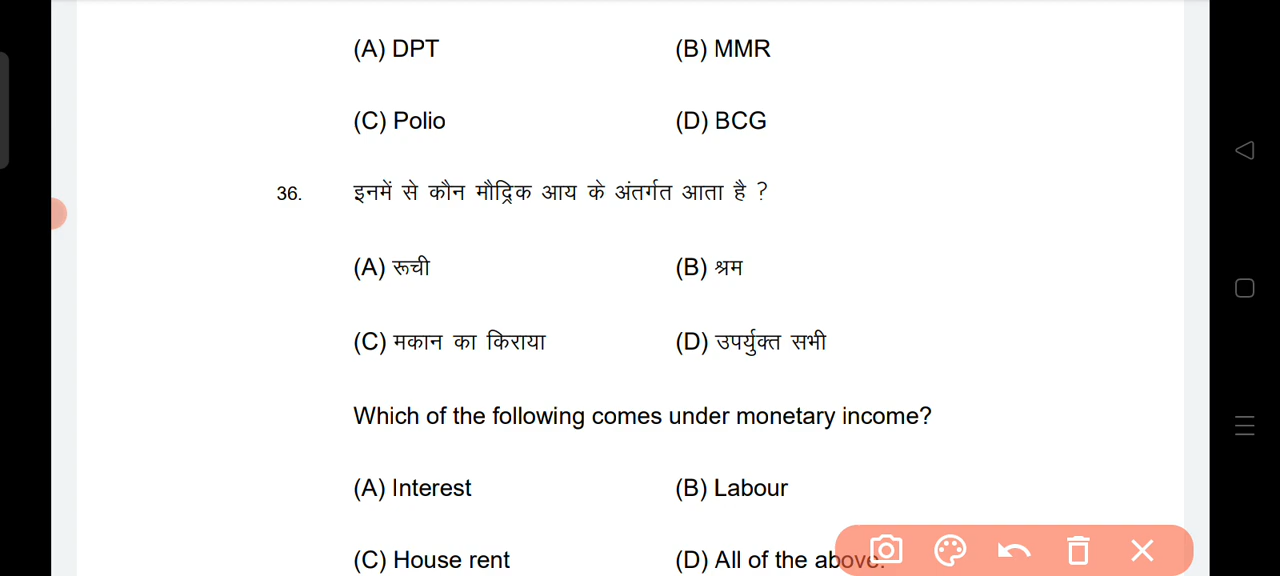 (A) DPT (B) MMR
(C) Polio (D) BCG
36. इनमें से कौन मौद्रिक आय के अंतर्गत आता है ?
(A) रूची (B) श्रम
(C) मकान का किराया (D) उपर्युक्त सभी
Which of the following comes under monetary income?
(A) Interest (B) Labour
(C) House rent (D) All of the above.